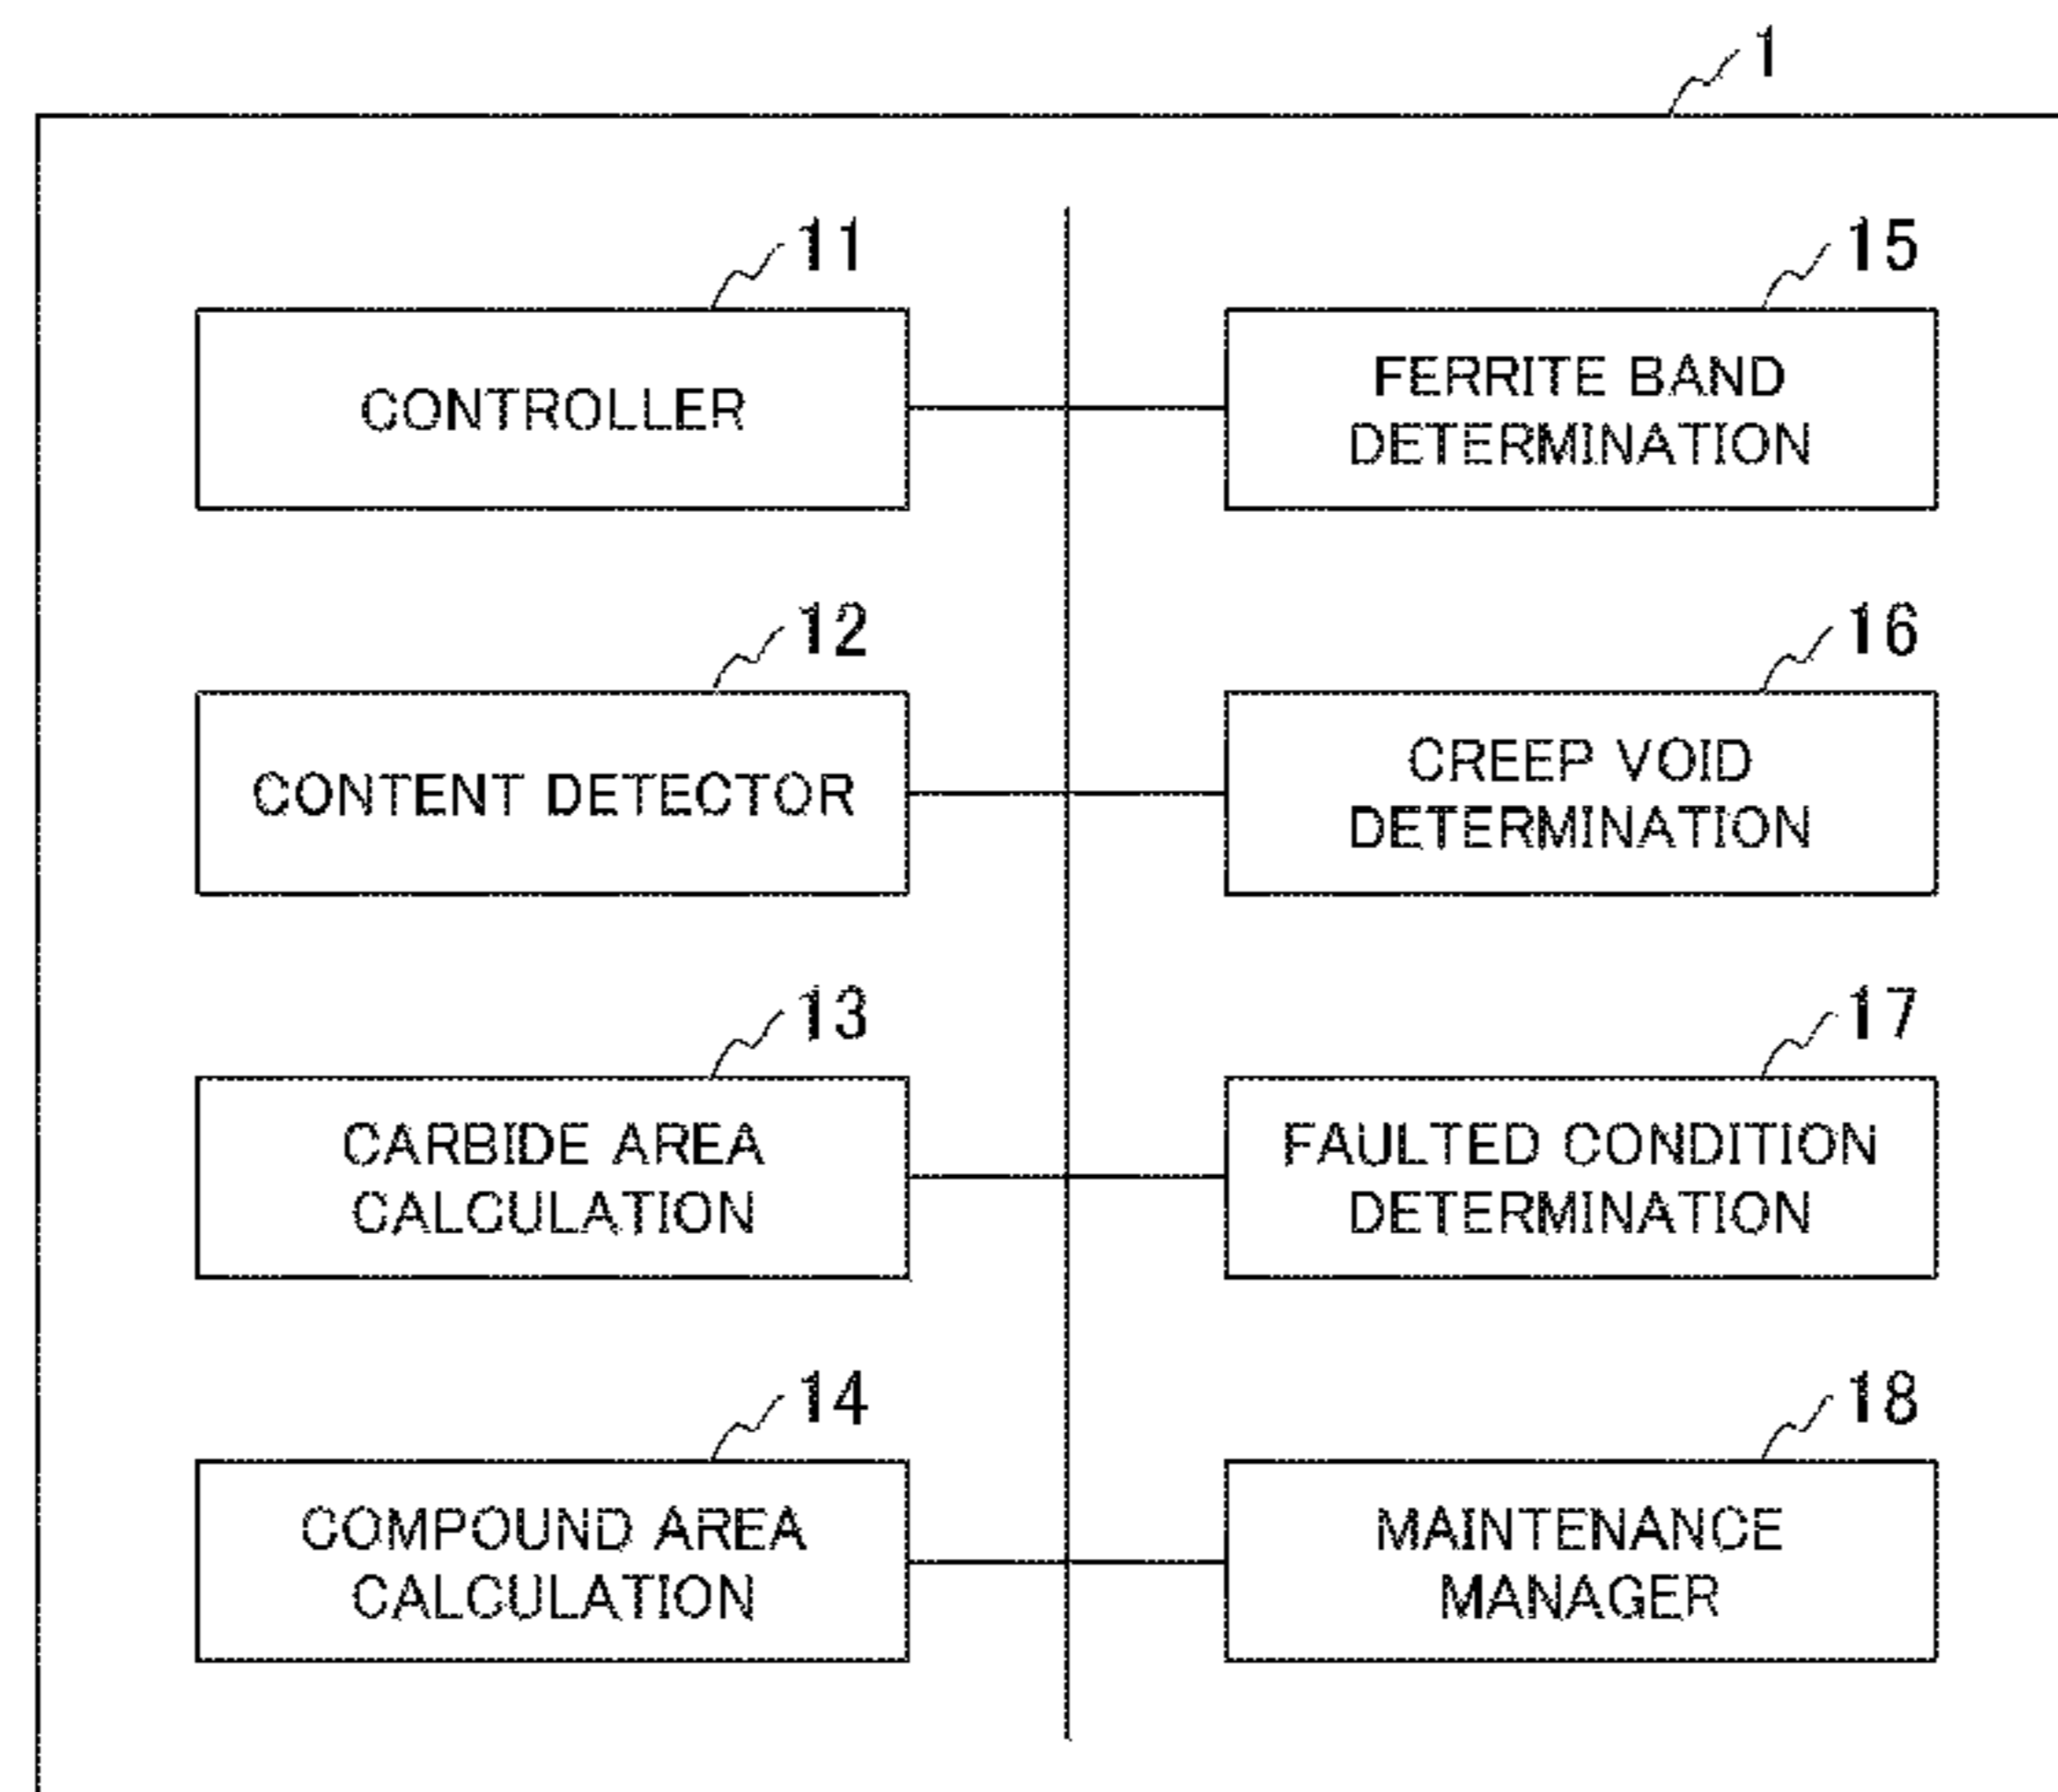 1
11
CONTROLLER
15
FERRITE BAND
DETERMINATION
12
CONTENT DETECTOR
16
CREEP VOID
DETERMINATION
13
CARBIDE AREA
CALCULATION
17
FAULTED CONDITION
DETERMINATION
14
COMPOUND AREA
CALCULATION
18
MAINTENANCE
MANAGER